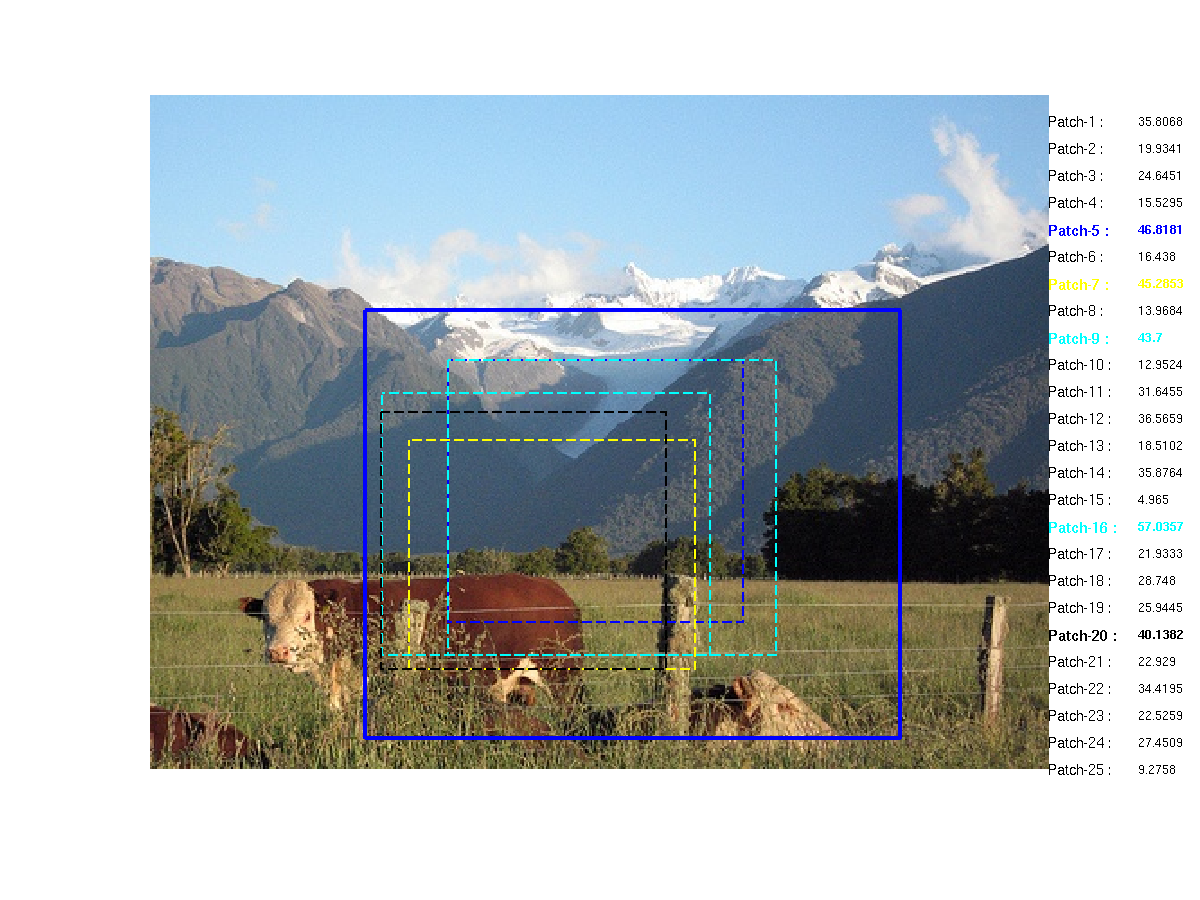 Patch-1 : 35.8068
Patch-2 : 19.9341
Patch-3 : 24.6451
Patch-4 : 15.5295
Patch-5 : 46.8181
Patch-6 : 16.438
Patch-7 : 45.2853
Patch-8 : 13.9684
Patch-9 : 43.7
Patch-10 : 12.9524
Patch-11 : 31.6455
Patch-12 : 36.5659
Patch-13 : 18.5102
Patch-14 : 35.8764
Patch-15 : 4.965
Patch-16 : 57.0357
Patch-17 : 21.9333
Patch-18 : 28.748
Patch-19 : 25.9445
Patch-20 : 40.1382
Patch-21 : 22.929
Patch-22 : 34.4195
Patch-23 : 22.5259
Patch-24 : 27.4509
Patch-25 : 9.2758